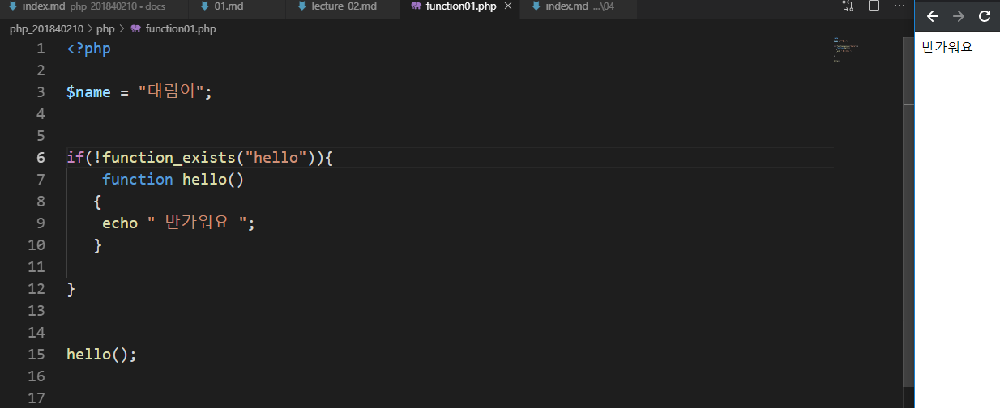 index.md php_201840210 • docs 01.md lecture_02.md function01.php index.md ...\04
php_201840210 > php > function01.php
1 <?php
2
3 $name = "대림이";
4
5
6 if(!function_exists("hello")){
7 function hello()
8 {
9 echo " 반가워요 ";
10 }
11
12 }
13
14
15 hello();
16
17
반가워요